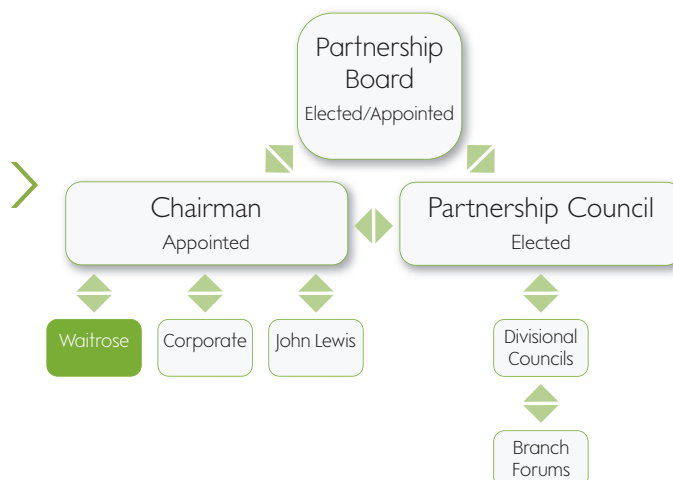 Partnership
Board
Elected/Appointed
Chairman
Appointed
Partnership Council
Elected
Waitrose
Corporate
John Lewis
Divisional
Councils
Branch
Forums